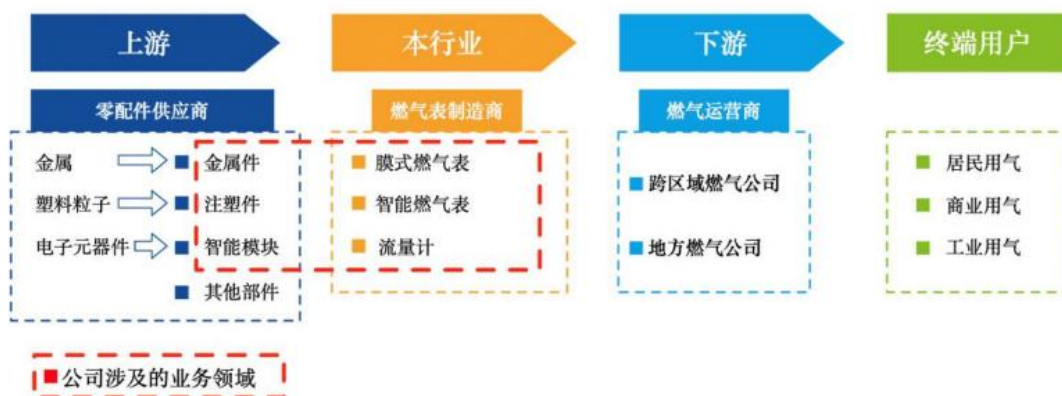 上游
本行业
下游
终端用户
零配件供应商
燃气表制造商
燃气运营商
金属
金属件
塑料粒子
注塑件
电子元器件
智能模块
其他部件
膜式燃气表
智能燃气表
流量计
跨区域燃气公司
地方燃气公司
居民用气
商业用气
工业用气
公司涉及的业务领域